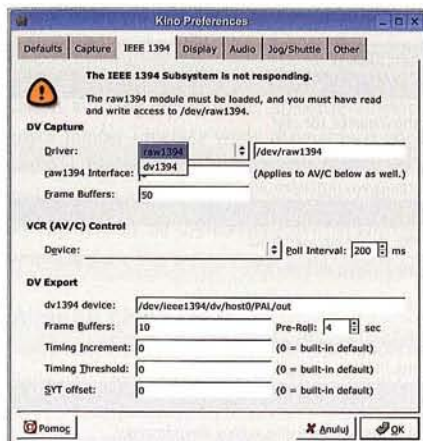 Kino Preferences
Defaults Capture IEEE 1394 Display Audio Jog/Shuttle Other
The IEEE 1394 Subsystem is not responding.
The raw1394 module must be loaded, and you must have read
and write access to /dev/raw1394.
DV Capture
Driver: raw1394 /dev/raw1394
dv1394
raw1394 Interface: (Applies to AV/C below as well.)
Frame Buffers: 50
VCR (AV/C) Control
Device: Poll Interval: 200 ms
DV Export
dv1394 device: /dev/ieee1394/dv/host0/PAL/out
Frame Buffers: 10 Pre-Roll: 4 sec
Timing Increment: 0 (0 = built-in default)
Timing Threshold: 0 (0 = built-in default)
SYT offset: 0 (0 = built-in default)
Pomoc Anuluj OK